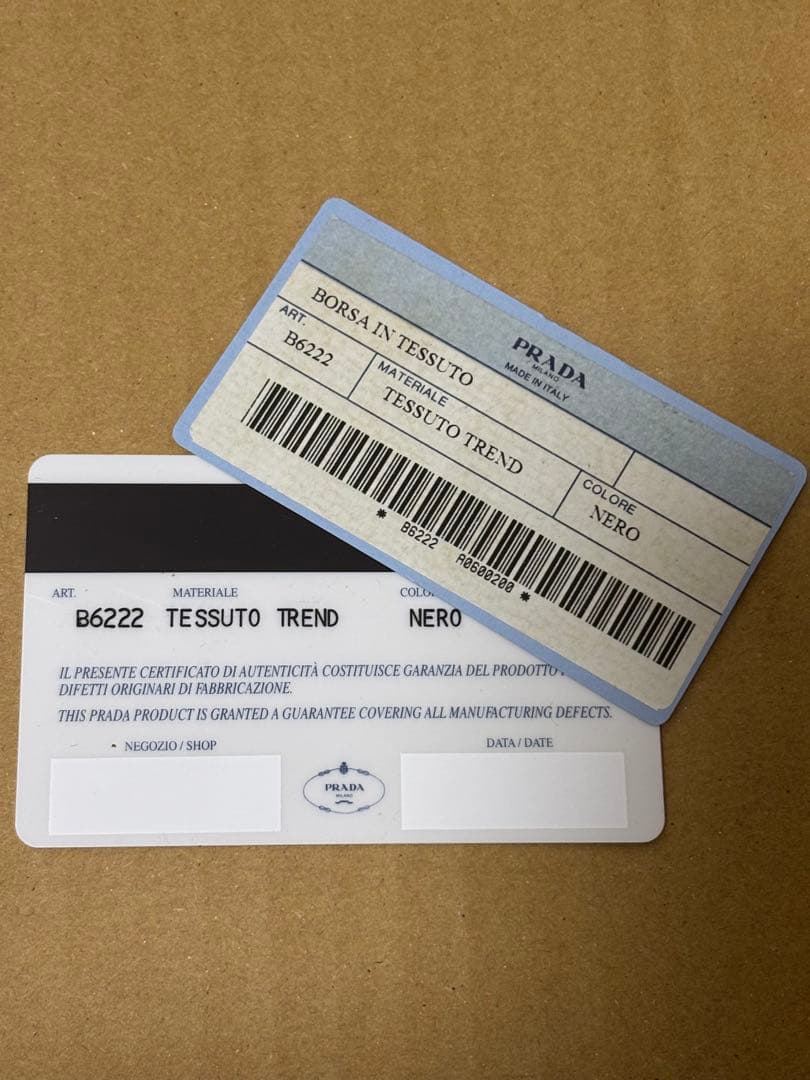 PRADA
MILANO
MADE IN ITALY
BORSA IN TESSUTO
ART.
B6222
MATERIALE
TESSUTO TREND
COLORE
NERO
* B6222 A0600200 *
ART. MATERIALE
B6222 TESSUTO TREND NERO
IL PRESENTE CERTIFICATO DI AUTENTICITÀ COSTITUISCE GARANZIA DEL PRODOTTO
DIFETTI ORIGINARI DI FABBRICAZIONE.
THIS PRADA PRODUCT IS GRANTED A GUARANTEE COVERING ALL MANUFACTURING DEFECTS.
NEGOZIO / SHOP
DATA / DATE
PRADA
MILANO